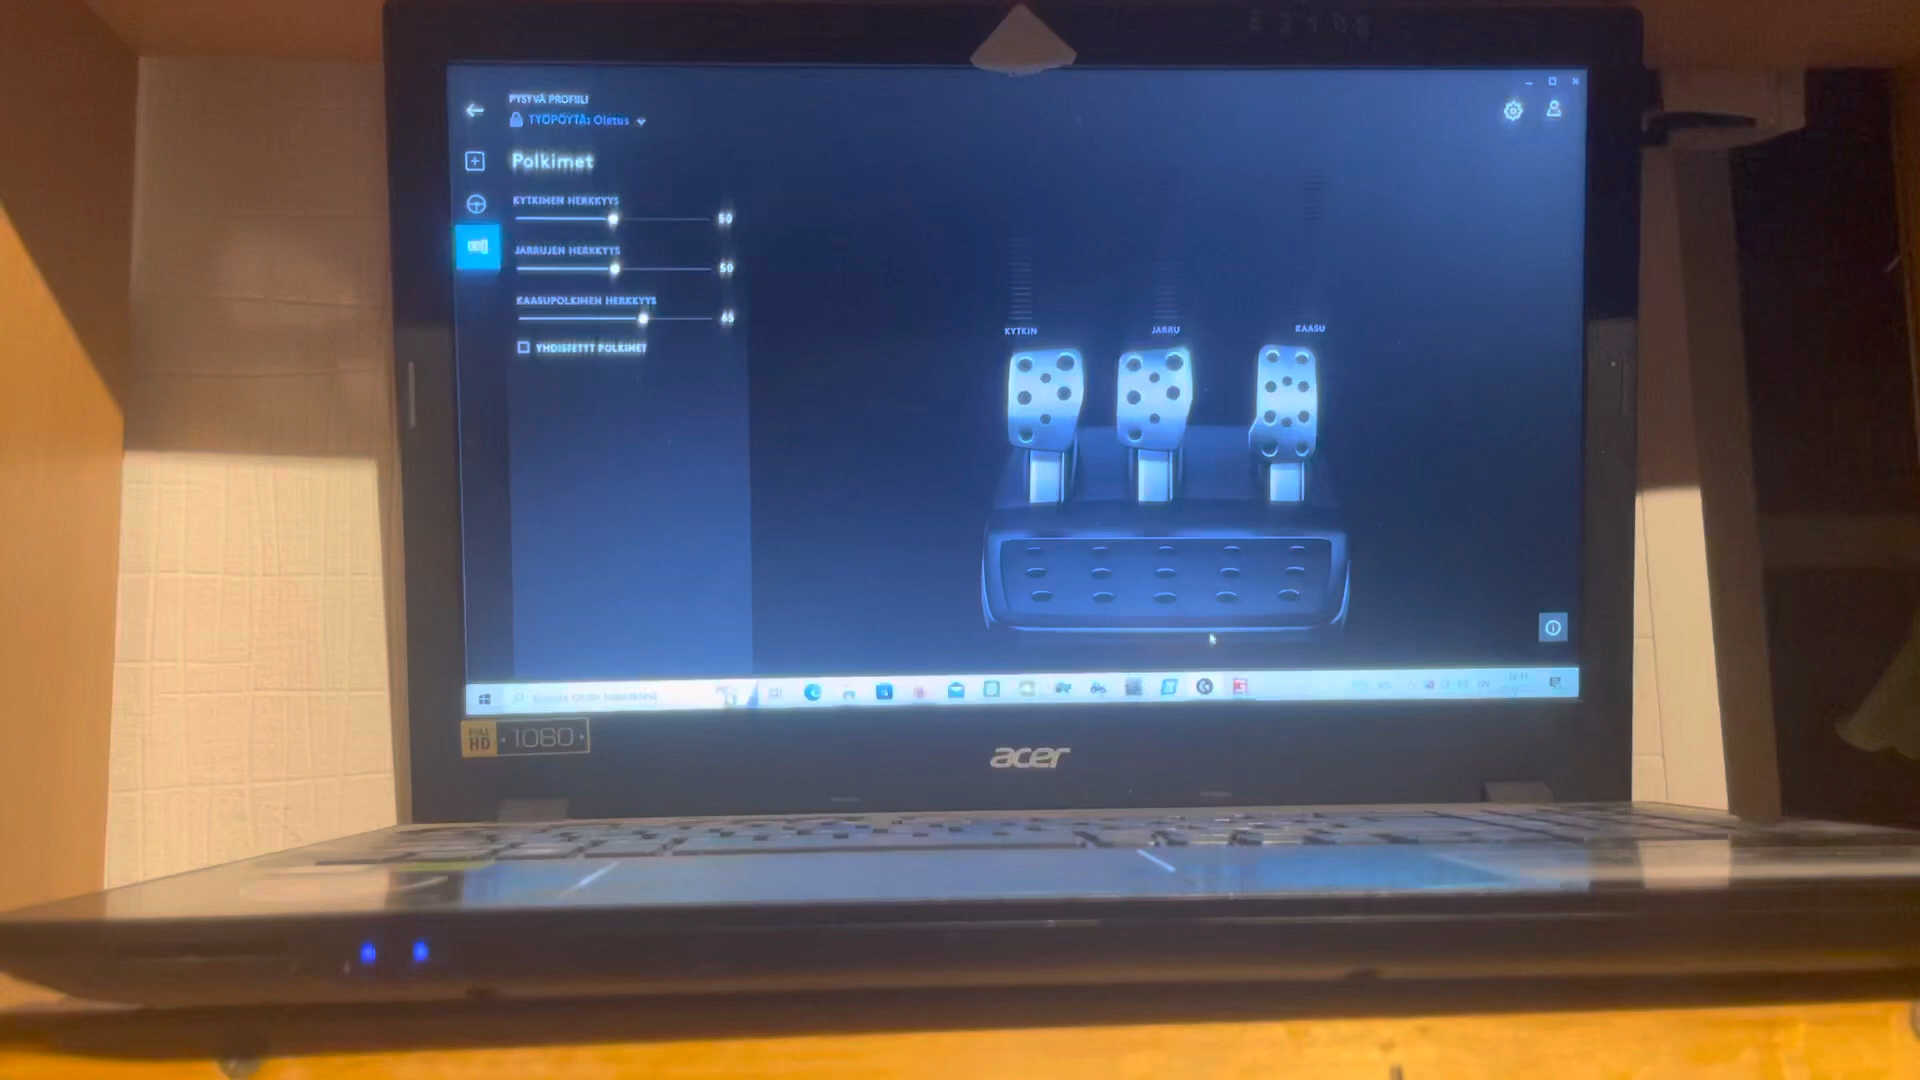 PYSYVÄ PROFIILI
TYÖPÖYTÄ: Oletus
Polkimet
KYTKIMEN HERKKYYS
50
JARRUJEN HERKKYYS
50
KAASUPOLKIMEN HERKKYYS
65
YHDISTETYT POLKIMET
KYTKIN
JARRU
KAASU
FULL HD
1080
acer